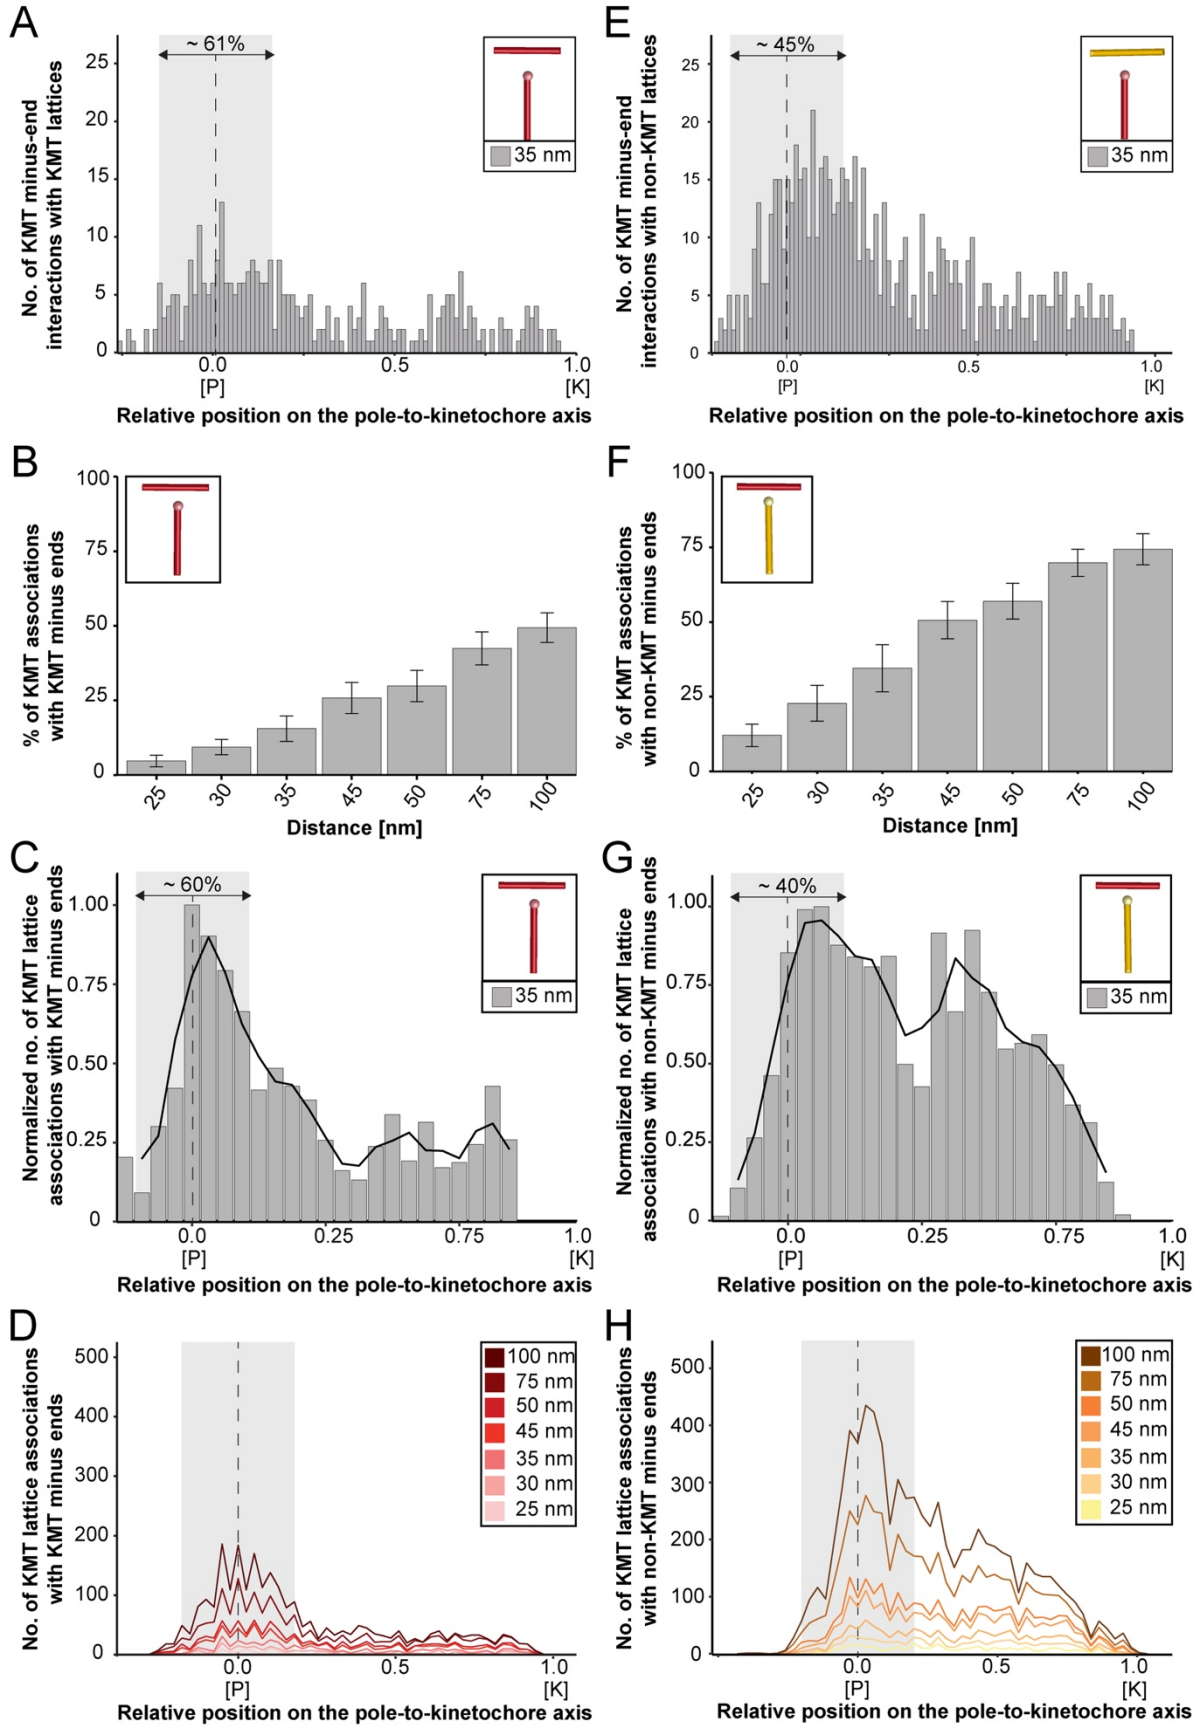 A
~ 61%
25
20
15
10
5
0
No. of KMT minus-end
interactions with KMT lattices
35 nm
0.0
0.5
1.0
[P]
[K]
Relative position on the pole-to-kinetochore axis
E
~ 45%
25
20
15
10
5
0
No. of KMT minus-end
interactions with non-KMT lattices
35 nm
0.0
0.5
1.0
[P]
[K]
Relative position on the pole-to-kinetochore axis
B
100
75
50
25
0
% of KMT associations
with KMT minus ends
25
30
35
45
50
75
100
Distance [nm]
F
100
75
50
25
0
% of KMT associations
with non-KMT minus ends
25
30
35
45
50
75
100
Distance [nm]
C
~ 60%
1.00
0.75
0.50
0.25
0
Normalized no. of KMT lattice
associations with KMT minus ends
35 nm
0.0
0.25
0.75
1.0
[P]
[K]
Relative position on the pole-to-kinetochore axis
G
~ 40%
1.00
0.75
0.50
0.25
0
Normalized no. of KMT lattice
associations with non-KMT minus ends
35 nm
0.0
0.25
0.75
1.0
[P]
[K]
Relative position on the pole-to-kinetochore axis
D
500
400
300
200
100
0
No. of KMT lattice associations
with KMT minus ends
100 nm
75 nm
50 nm
45 nm
35 nm
30 nm
25 nm
0.0
0.5
1.0
[P]
[K]
Relative position on the pole-to-kinetochore axis
H
500
400
300
200
100
0
No. of KMT lattice associations
with non-KMT minus ends
100 nm
75 nm
50 nm
45 nm
35 nm
30 nm
25 nm
0.0
0.5
1.0
[P]
[K]
Relative position on the pole-to-kinetochore axis